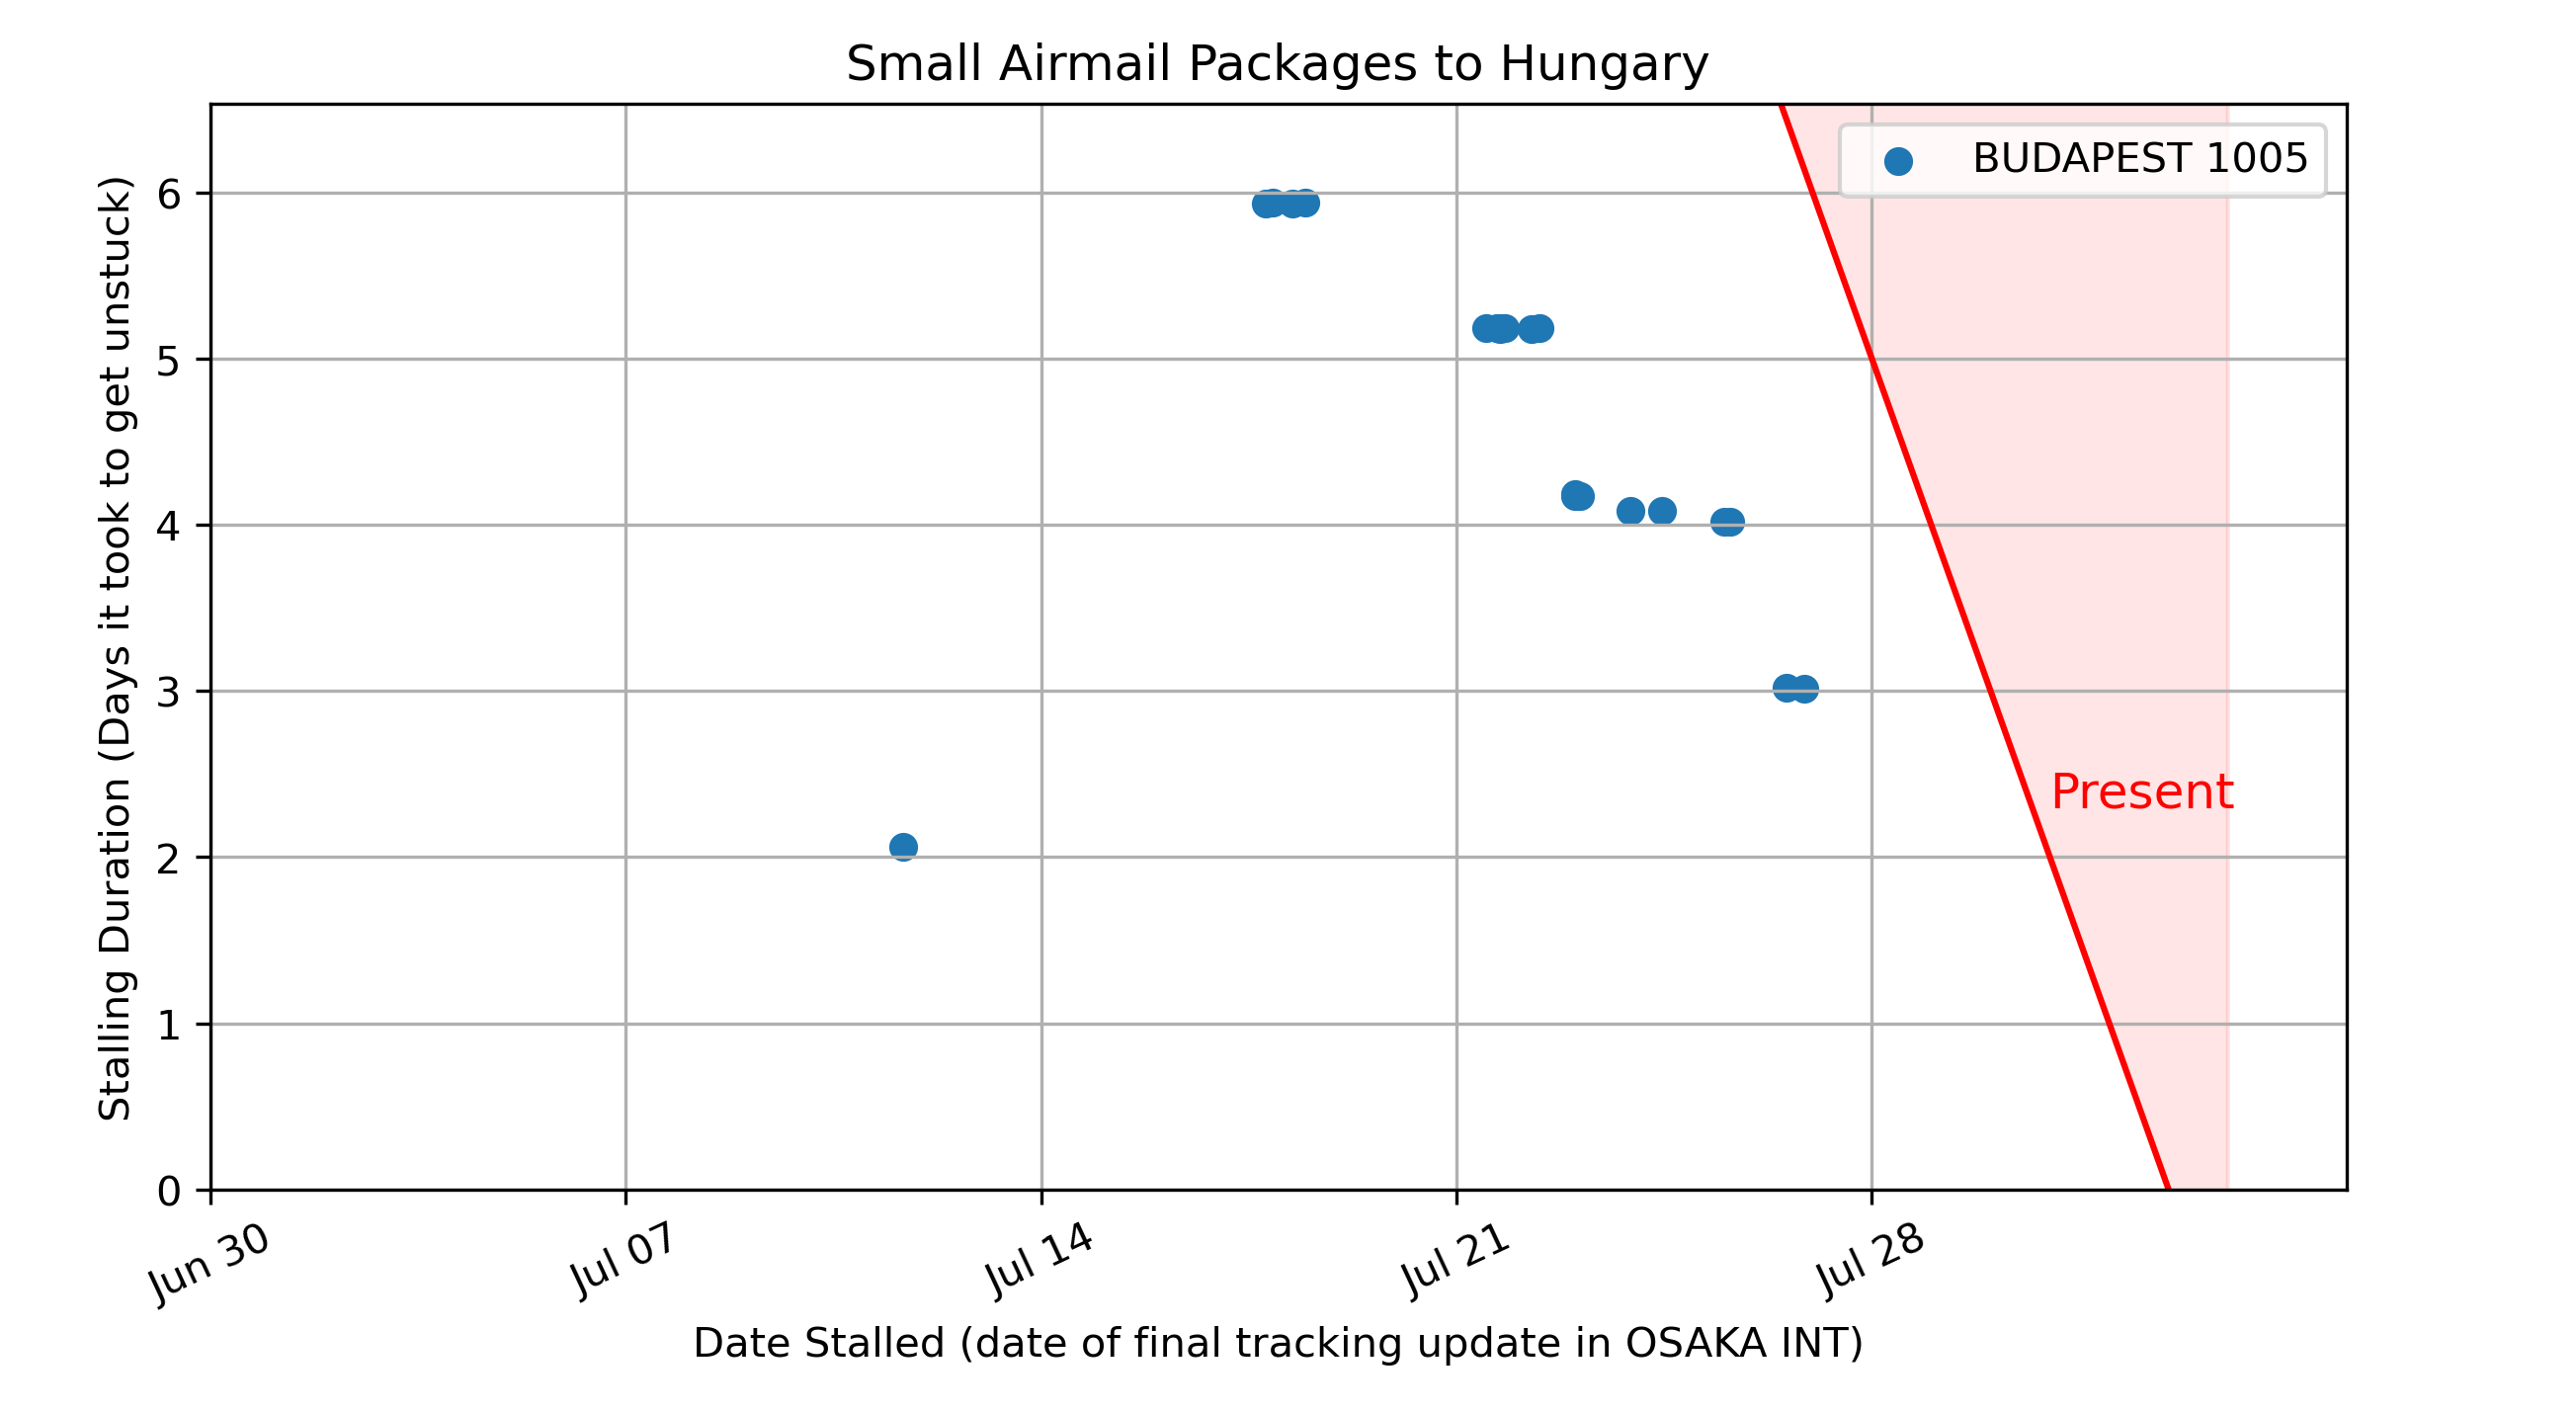 Small Airmail Packages to Hungary
BUDAPEST 1005
Stalling Duration (Days it took to get unstuck)
6
5
4
3
2
1
0
Present
Jun 30
Jul 07
Jul 14
Jul 21
Jul 28
Date Stalled (date of final tracking update in OSAKA INT)